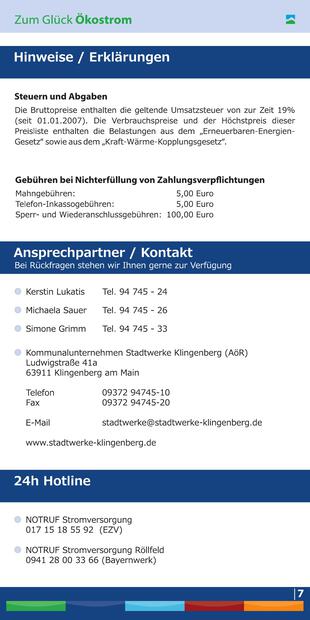 Zum Glück Ökostrom
Hinweise / Erklärungen
Steuern und Abgaben
Die Bruttopreise enthalten die geltende Umsatzsteuer von zur Zeit 19%
(seit 01.01.2007). Die Verbrauchspreise und der Höchstpreis dieser
Preisliste enthalten die Belastungen aus dem „Erneuerbaren-Energien-
Gesetz" sowie aus dem „Kraft-Wärme-Kopplungsgesetz".
Gebühren bei Nichterfüllung von Zahlungsverpflichtungen
Mahngebühren: 5,00 Euro
Telefon-Inkassogebühren: 5,00 Euro
Sperr- und Wiederanschlussgebühren: 100,00 Euro
Ansprechpartner / Kontakt
Bei Rückfragen stehen wir Ihnen gerne zur Verfügung
Kerstin Lukatis Tel. 94 745 - 24
Michaela Sauer Tel. 94 745 - 26
Simone Grimm Tel. 94 745 - 33
Kommunalunternehmen Stadtwerke Klingenberg (AöR)
Ludwigstraße 41a
63911 Klingenberg am Main
Telefon 09372 94745-10
Fax 09372 94745-20
E-Mail stadtwerke@stadtwerke-klingenberg.de
www.stadtwerke-klingenberg.de
24h Hotline
NOTRUF Stromversorgung
017 15 18 55 92 (EZV)
NOTRUF Stromversorgung Röllfeld
0941 28 00 33 66 (Bayernwerk)
7